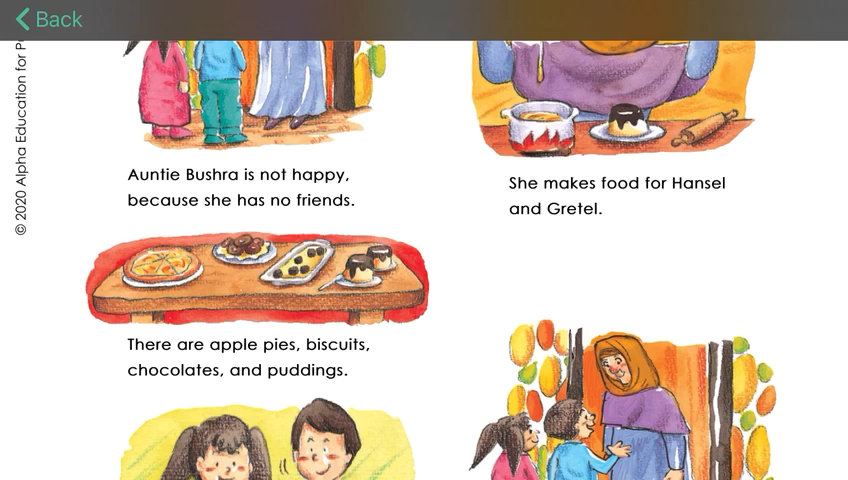 Back
© 2020 Alpha Education for
Auntie Bushra is not happy,
because she has no friends.
She makes food for Hansel
and Gretel.
There are apple pies, biscuits,
chocolates, and puddings.